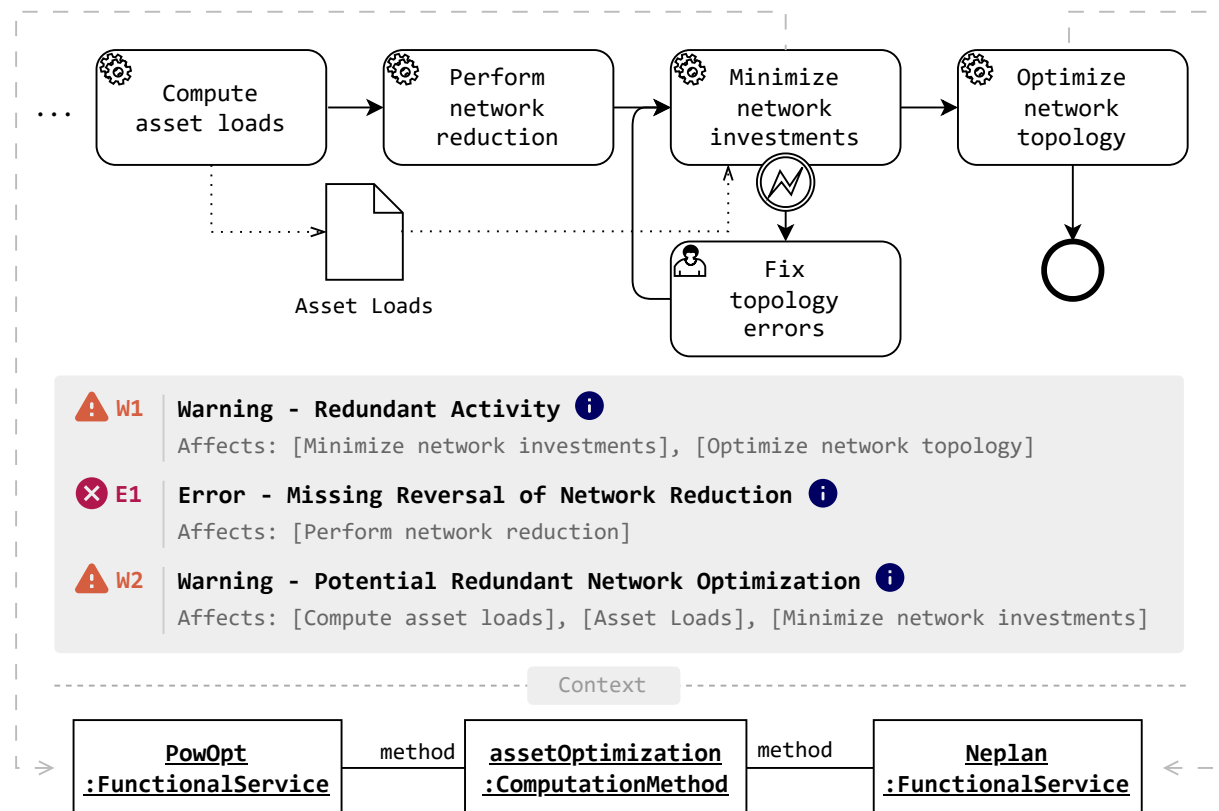 ...
Compute
asset loads
Perform
network
reduction
Minimize
network
investments
Optimize
network
topology
Asset Loads
Fix
topology
errors
W1 Warning - Redundant Activity i
Affects: [Minimize network investments], [Optimize network topology]
E1 Error - Missing Reversal of Network Reduction i
Affects: [Perform network reduction]
W2 Warning - Potential Redundant Network Optimization i
Affects: [Compute asset loads], [Asset Loads], [Minimize network investments]
Context
PowOpt
:FunctionalService
method
assetOptimization
:ComputationMethod
method
Neplan
:FunctionalService